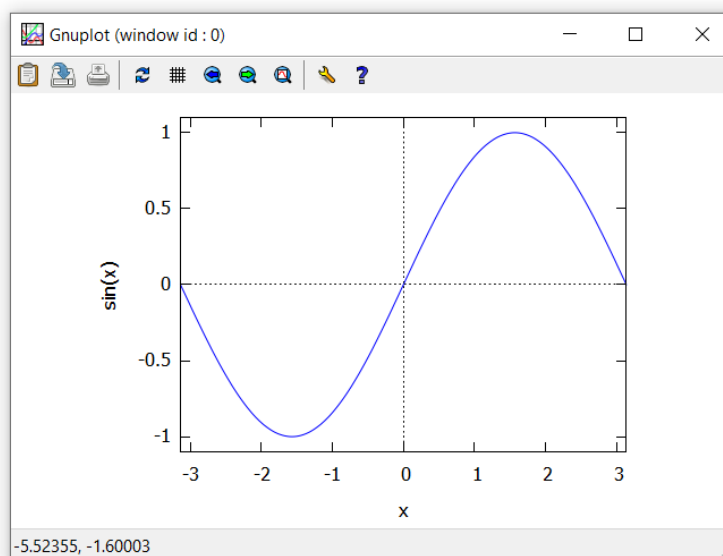 Gnuplot (window id : 0)
1
0.5
0
-0.5
-1
sin(x)
-3 -2 -1 0 1 2 3
x
-5.52355, -1.60003